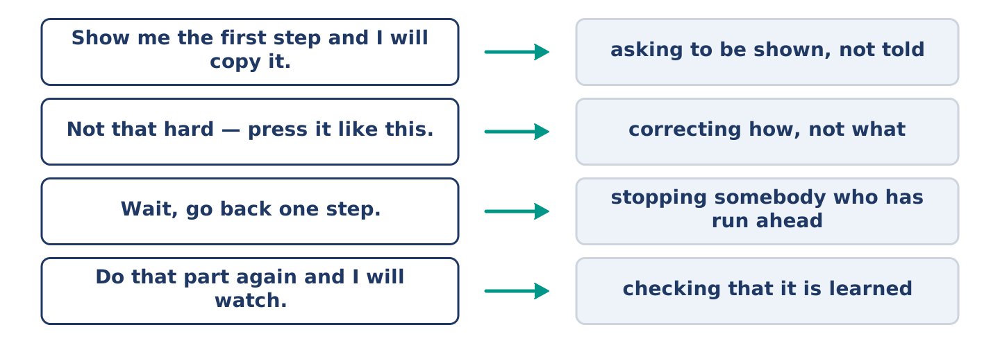 Show me the first step and I will
copy it.
asking to be shown, not told
Not that hard — press it like this.
correcting how, not what
Wait, go back one step.
stopping somebody who has
run ahead
Do that part again and I will
watch.
checking that it is learned